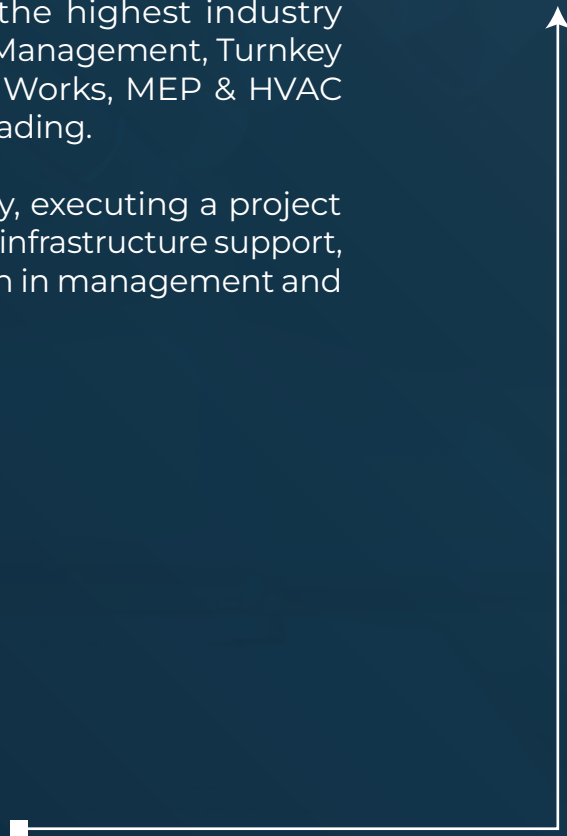 the highest industry
Management, Turnkey
Works, MEP & HVAC
ading.
y, executing a project
infrastructure support,
n in management and